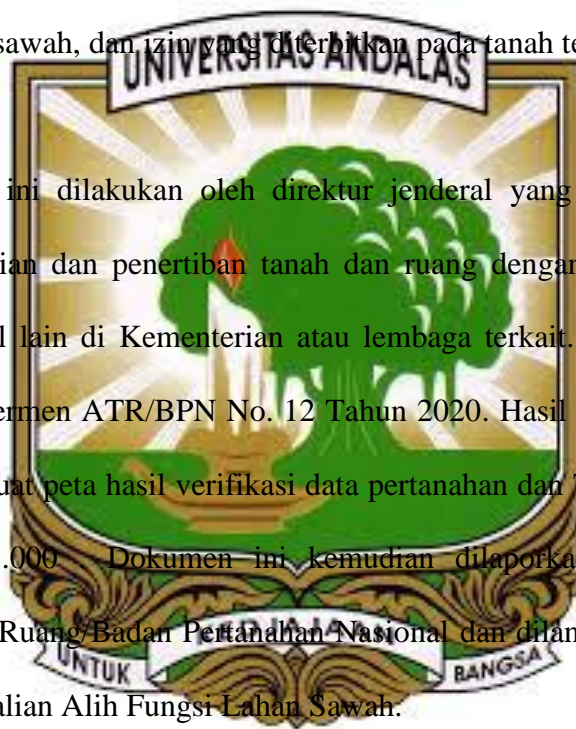 sawah, dan izin yang diterbitkan pada tanah te
UNIVERSITAS ANDALAS
ini dilakukan oleh direktur jenderal yang
ian dan penertiban tanah dan ruang dengan
l lain di Kementerian atau lembaga terkait.
ermen ATR/BPN No. 12 Tahun 2020. Hasil
uat peta hasil verifikasi data pertanahan dan
.000 . Dokumen ini kemudian dilaporka
KEDJAJAAN
Ruang/Badan Pertanahan Nasional dan dilan
UNTUK BANGSA
alian Alih Fungsi Lahan Sawah.